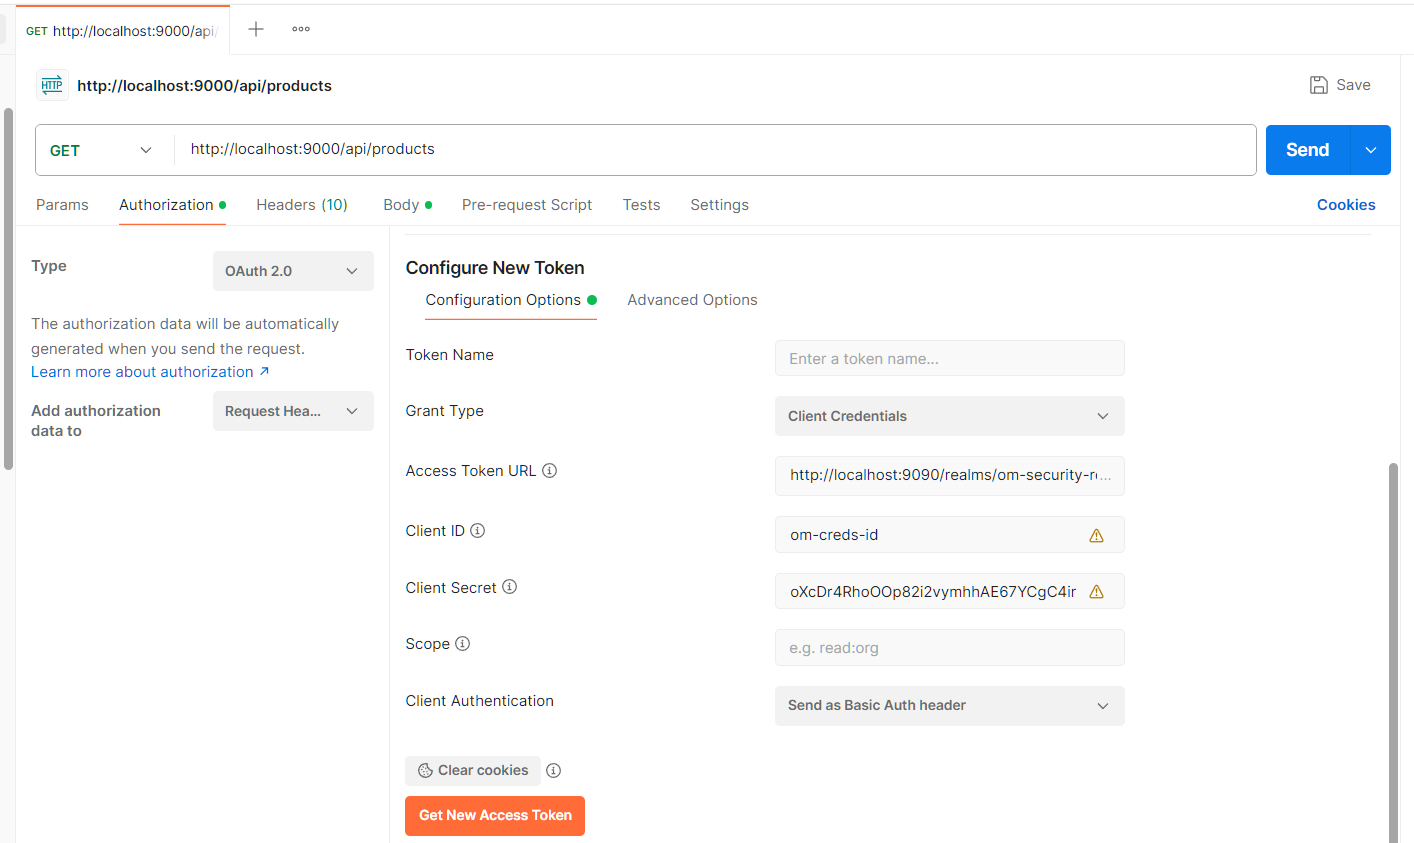 GET http://localhost:9000/api/
HTTP http://localhost:9000/api/products
Save
GET http://localhost:9000/api/products
Send
Params Authorization Headers (10) Body Pre-request Script Tests Settings Cookies
Type
OAuth 2.0
The authorization data will be automatically
generated when you send the request.
Learn more about authorization ↗
Add authorization
data to
Request Hea...
Configure New Token
Configuration Options Advanced Options
Token Name Enter a token name...
Grant Type Client Credentials
Access Token URL http://localhost:9090/realms/om-security-r...
Client ID om-creds-id
Client Secret oXcDr4RhoOOp82i2vymhhAE67YCgC4ir
Scope e.g. read:org
Client Authentication Send as Basic Auth header
Clear cookies
Get New Access Token